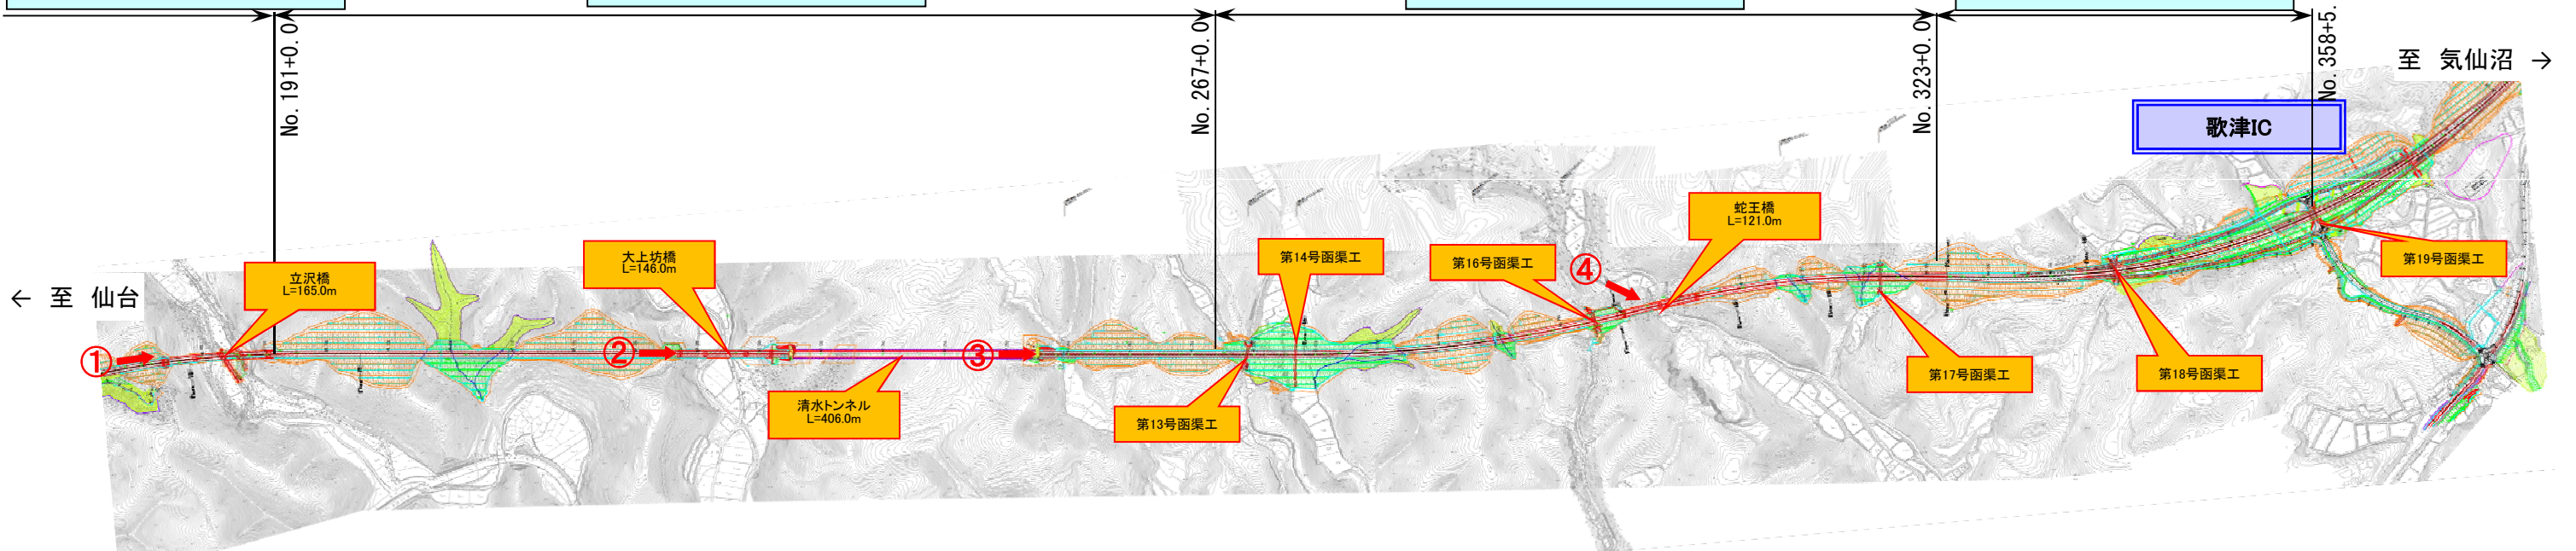 No.191+0.0
No.267+0.0
No.323+0.0
No.358+5.
至 気仙沼 →
歌津IC
← 至 仙台
立沢橋
L=165.0m
大上坊橋
L=146.0m
清水トンネル
L=406.0m
第13号函渠工
第14号函渠工
第16号函渠工
蛇王橋
L=121.0m
第17号函渠工
第18号函渠工
第19号函渠工
①
②
③
④